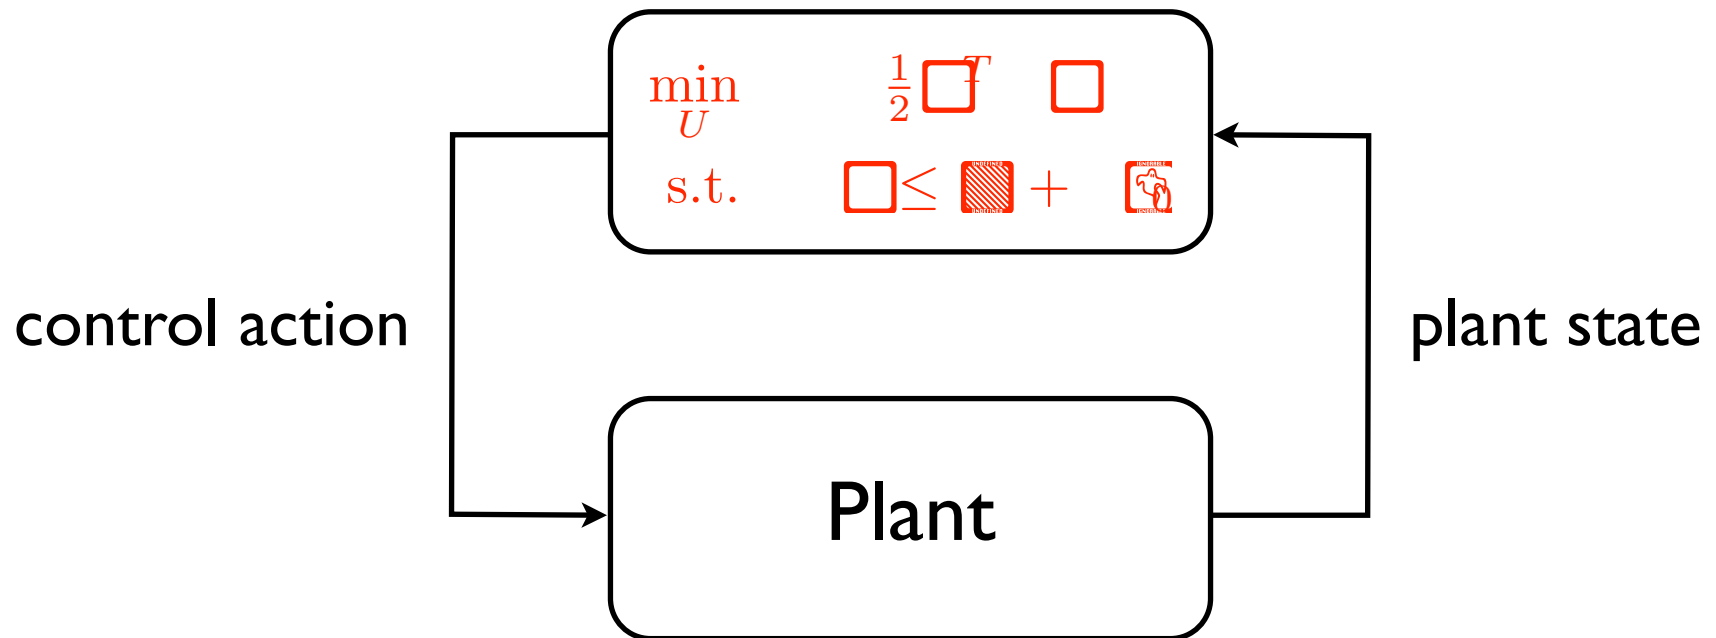 min 1/2 □ T □
U
s.t. □ ≤ +
control action
plant state
Plant